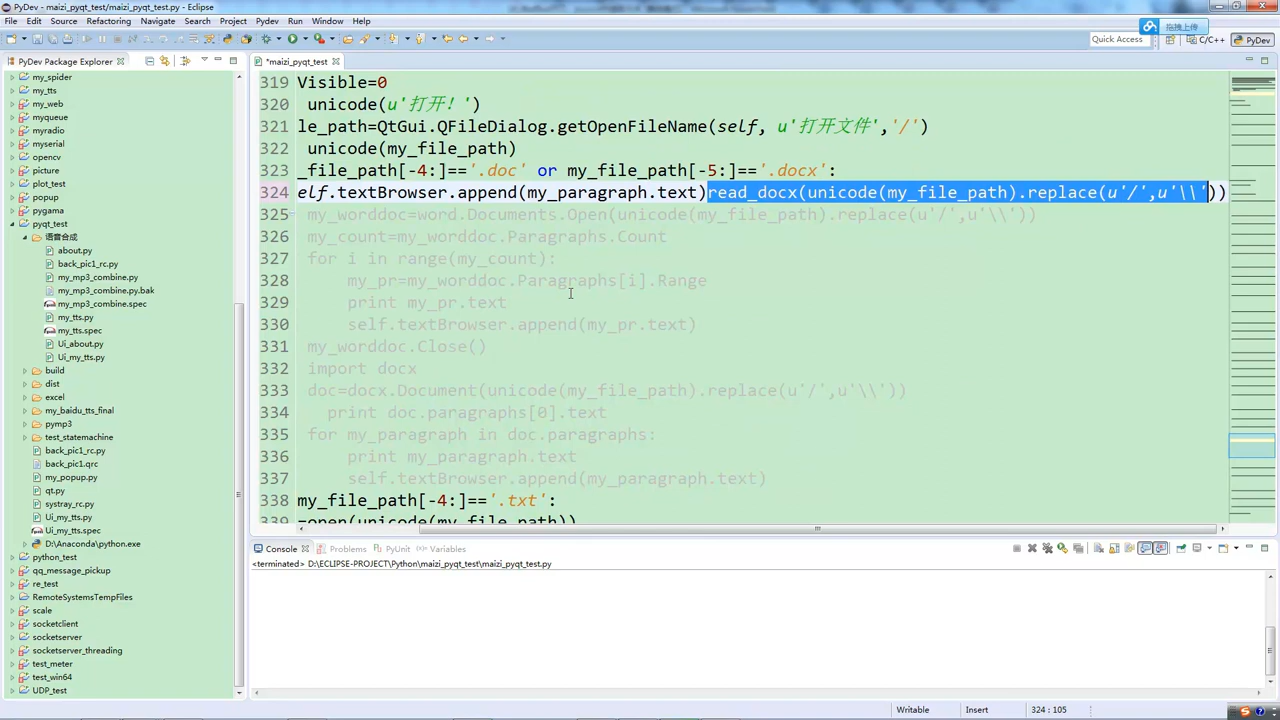 PyDev - maizi_pyqt_test/maizi_pyqt_test.py - Eclipse
File Edit Source Refactoring Navigate Search Project Pydev Run Window Help
拖拽上传
Quick Access
C/C++
PyDev
PyDev Package Explorer
*maizi_pyqt_test
my_spider
my_tts
my_web
myqueue
myradio
myserial
opencv
picture
plot_test
popup
pygama
pyqt_test
语音合成
about.py
back_pic1_rc.py
my_mp3_combine.py
my_mp3_combine.py.bak
my_mp3_combine.spec
my_tts.py
my_tts.spec
Ui_about.py
Ui_my_tts.py
build
dist
excel
my_baidu_tts_final
pymp3
test_statemachine
back_pic1_rc.py
back_pic1.qrc
my_popup.py
qt.py
systray_rc.py
Ui_my_tts.py
Ui_my_tts.spec
D:\Anaconda\python.exe
python_test
qq_message_pickup
re_test
RemoteSystemsTempFiles
scale
socketclient
socketserver
socketserver_threading
test_meter
test_win64
UDP_test
319 Visible=0
320 unicode(u'打开! ')
321 le_path=QtGui.QFileDialog.getOpenFileName(self, u'打开文件','/')
322 unicode(my_file_path)
323 _file_path[-4:]=='.doc' or my_file_path[-5:]=='.docx':
324 elf.textBrowser.append(my_paragraph.text)read_docx(unicode(my_file_path).replace(u'/',u'\\'))
325 my_worddoc=word.Documents.Open(unicode(my_file_path).replace(u'/',u'\\'))
326 my_count=my_worddoc.Paragraphs.Count
327 for i in range(my_count):
328 my_pr=my_worddoc.Paragraphs[i].Range
329 print my_pr.text
330 self.textBrowser.append(my_pr.text)
331 my_worddoc.Close()
332 import docx
333 doc=docx.Document(unicode(my_file_path).replace(u'/',u'\\'))
334 print doc.paragraphs[0].text
335 for my_paragraph in doc.paragraphs:
336 print my_paragraph.text
337 self.textBrowser.append(my_paragraph.text)
338 my_file_path[-4:]=='.txt':
339 =open(unicode(my_file_path))
Console Problems PyUnit Variables
<terminated> D:\ECLIPSE-PROJECT\Python\maizi_pyqt_test\maizi_pyqt_test.py
Writable Insert 324 : 105